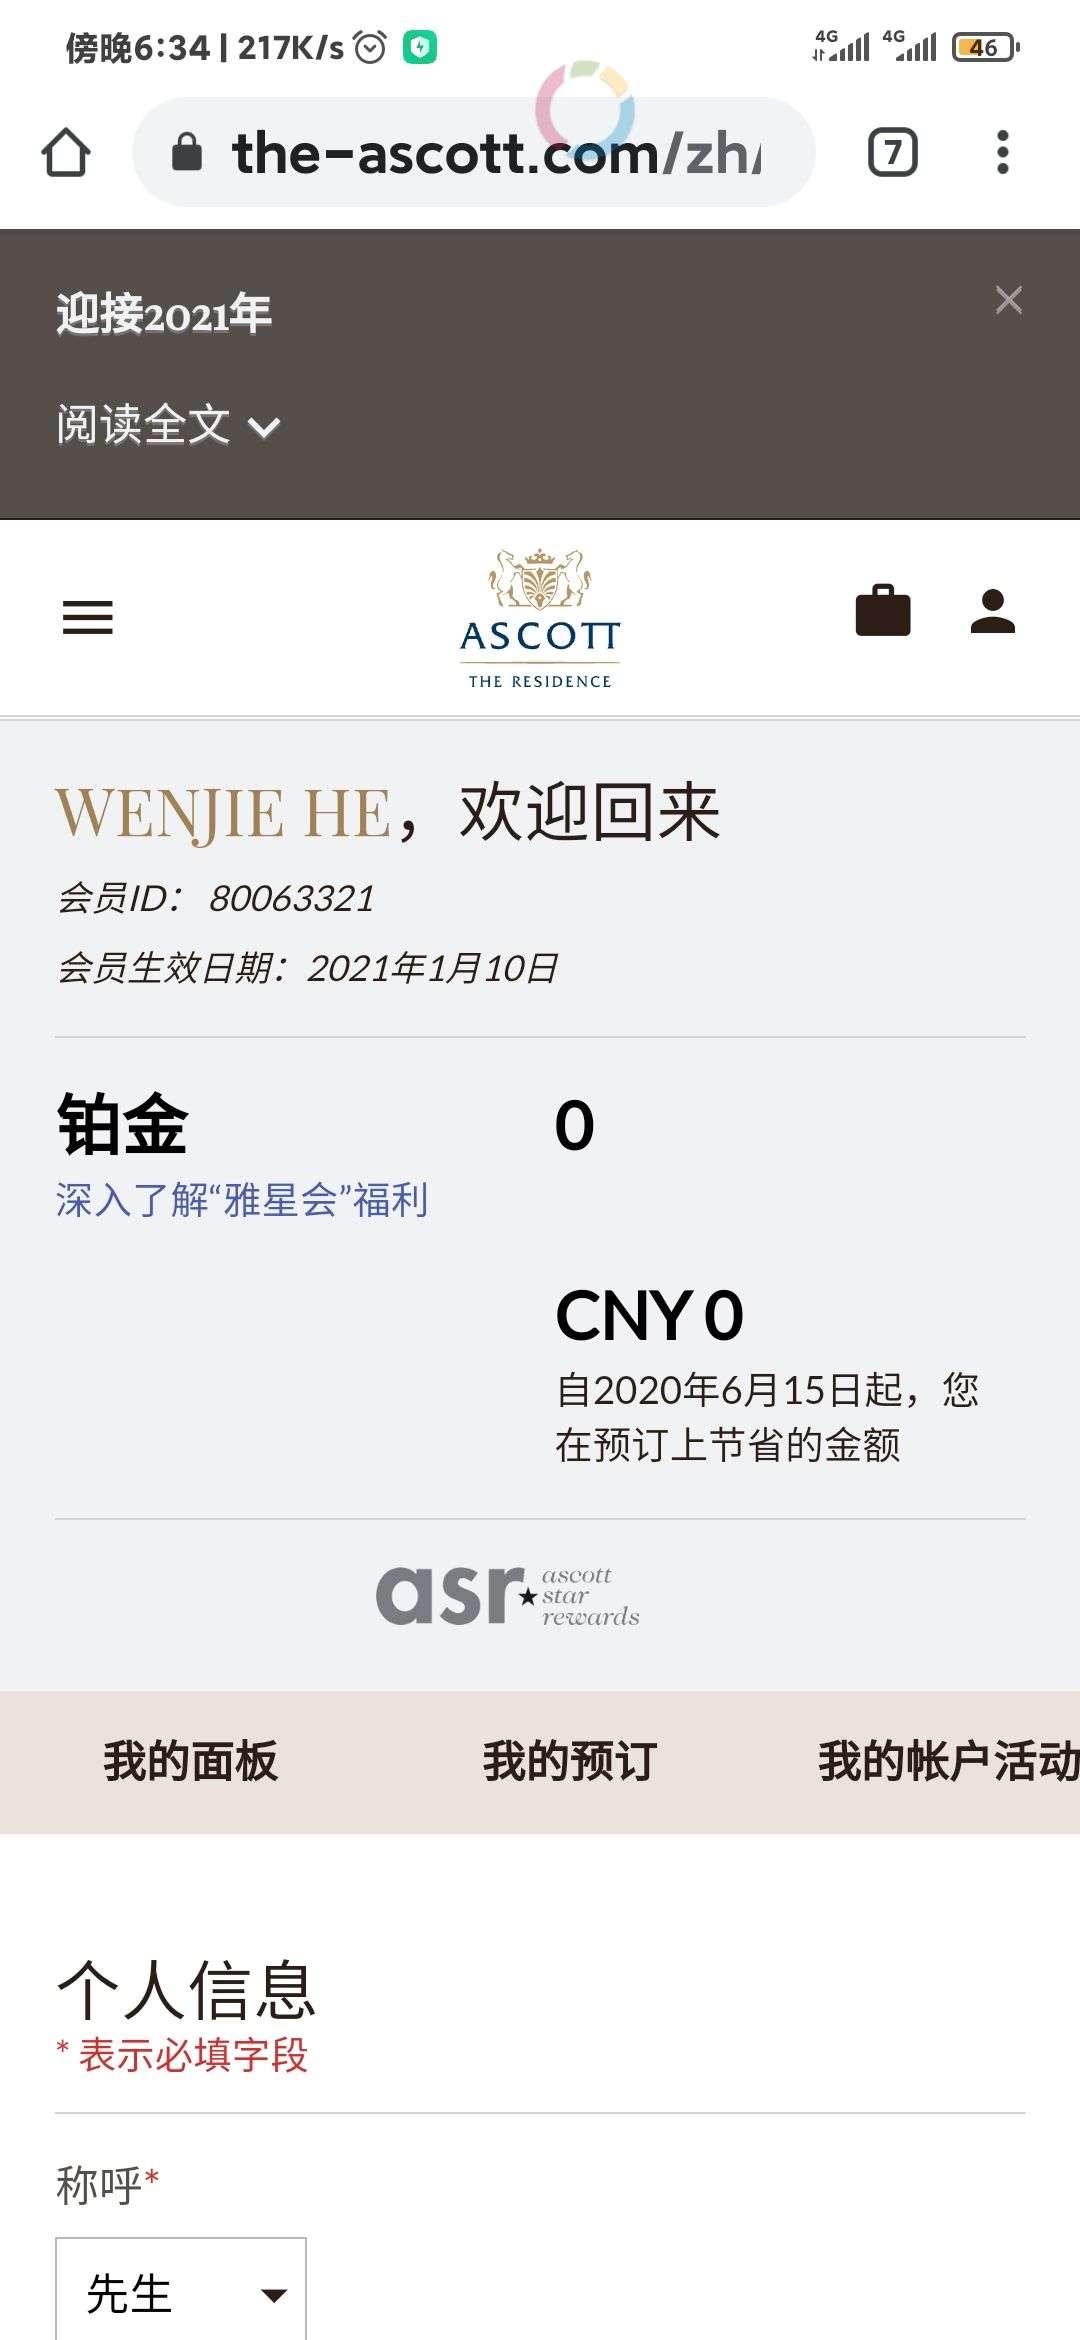 傍晚6:34 | 217K/s
4G 4G 46
the-ascott.com/zh/
7
迎接2021年
阅读全文
ASCOTT
THE RESIDENCE
WENJIE HE，欢迎回来
会员ID： 80063321
会员生效日期：2021年1月10日
铂金
0
深入了解“雅星会”福利
CNY 0
自2020年6月15日起，您
在预订上节省的金额
asr ascott
star
rewards
我的面板 我的预订 我的帐户活动
个人信息
* 表示必填字段
称呼*
先生